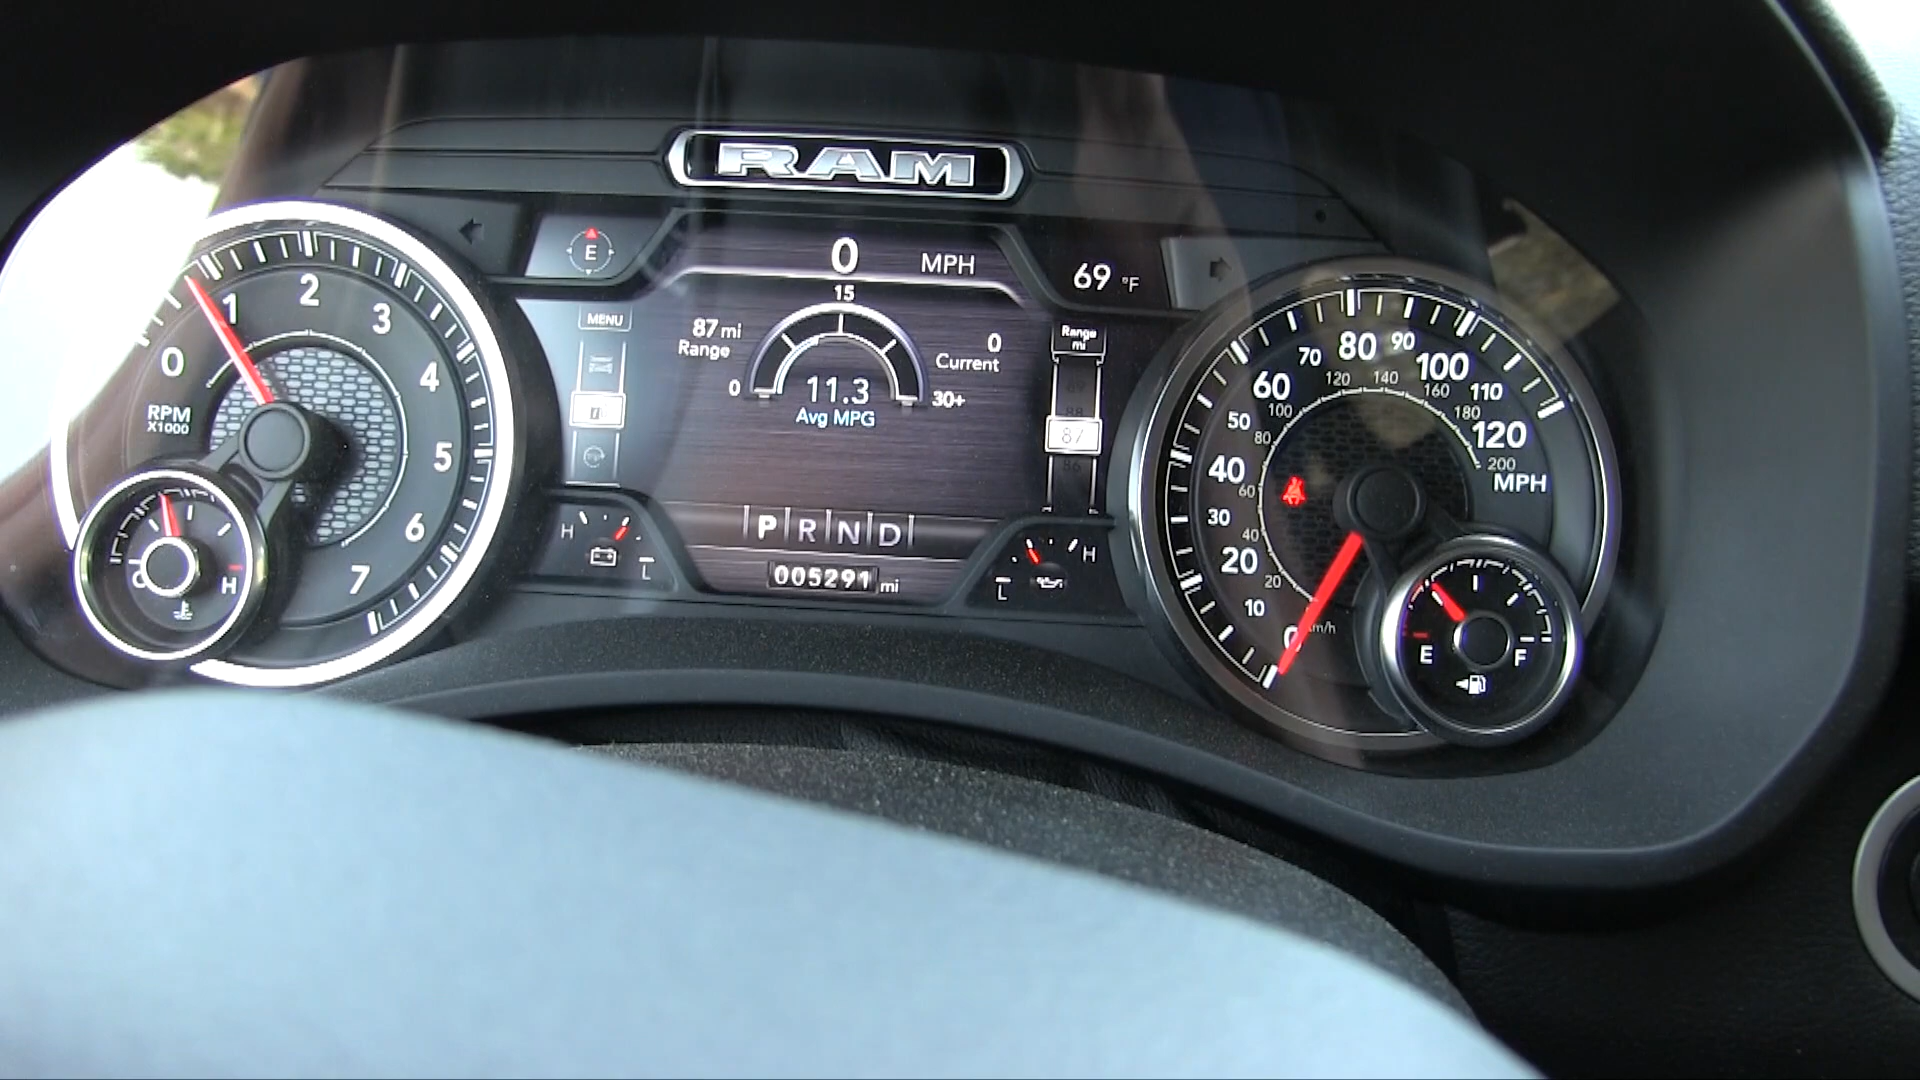 RAM
E
0 MPH
69 °F
MENU
15
87 mi
Range
0
Current
0
30+
11.3
Avg MPG
Range
mi
89
88
87
86
P R N D
005291 mi
H
L
H
L
0
1
2
3
4
5
6
7
RPM
X1000
C
H
0
10
20
30
40
50
60
70
80
90
100
110
120
MPH
20
40
60
80
100
120
140
160
180
200
km/h
E
F